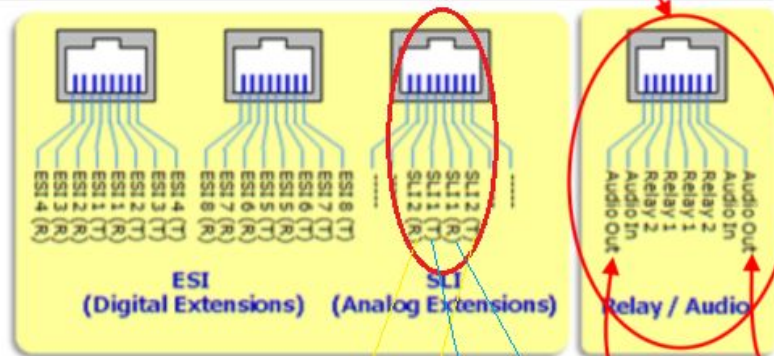 ESI 4 (R)
ESI 3 (R)
ESI 2 (R)
ESI 1 (T)
ESI 1 (R)
ESI 2 (T)
ESI 3 (T)
ESI 4 (T)
ESI 8 (R)
ESI 7 (R)
ESI 6 (R)
ESI 5 (T)
ESI 5 (R)
ESI 6 (T)
ESI 7 (T)
ESI 8 (T)
-----
-----
SLI 2 (R)
SLI 1 (T)
SLI 1 (R)
SLI 2 (T)
-----
-----
Audio Out
Audio In
Relay 2
Relay 1
Relay 1
Relay 2
Audio In
Audio Out
ESI
(Digital Extensions)
SLI
(Analog Extensions)
Relay / Audio